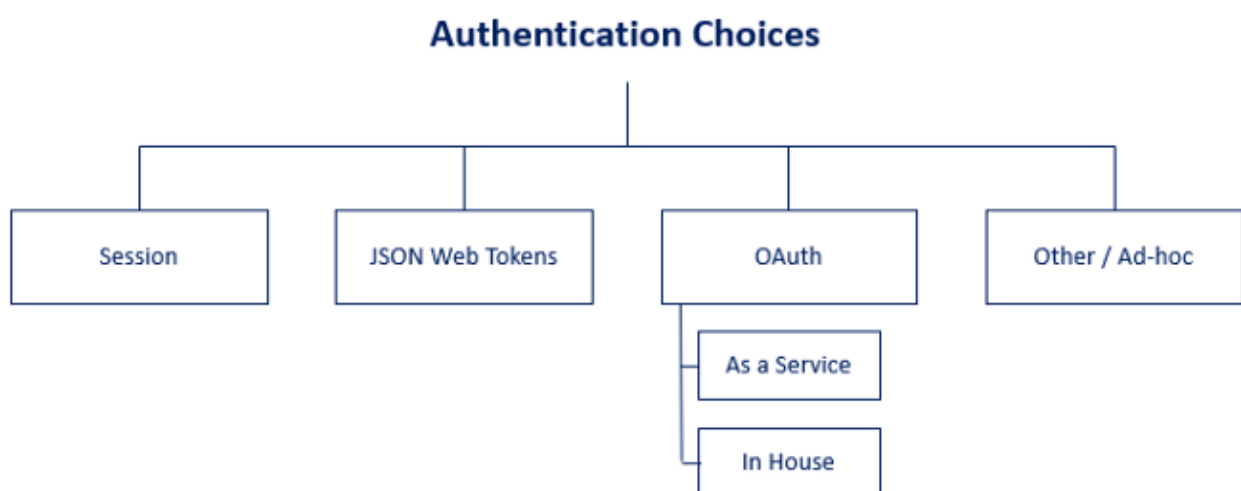 Authentication Choices
Session
JSON Web Tokens
OAuth
Other / Ad-hoc
As a Service
In House